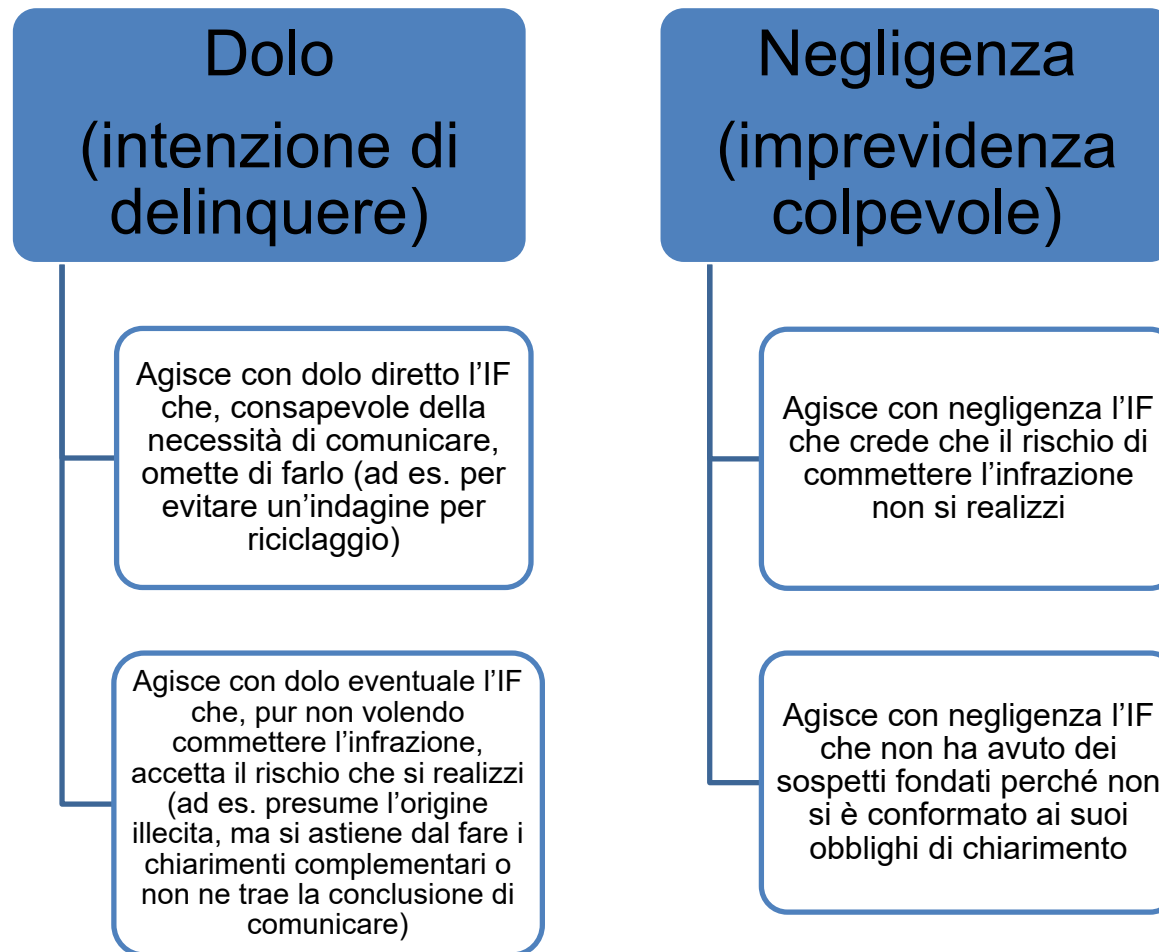 Dolo
(intenzione di
delinquere)
Agisce con dolo diretto l’IF
che, consapevole della
necessità di comunicare,
omette di farlo (ad es. per
evitare un’indagine per
riciclaggio)
Agisce con dolo eventuale l’IF
che, pur non volendo
commettere l’infrazione,
accetta il rischio che si realizzi
(ad es. presume l’origine
illecita, ma si astiene dal fare i
chiarimenti complementari o
non ne trae la conclusione di
comunicare)
Negligenza
(imprevidenza
colpevole)
Agisce con negligenza l’IF
che crede che il rischio di
commettere l’infrazione
non si realizzi
Agisce con negligenza l’IF
che non ha avuto dei
sospetti fondati perché non
si è conformato ai suoi
obblighi di chiarimento